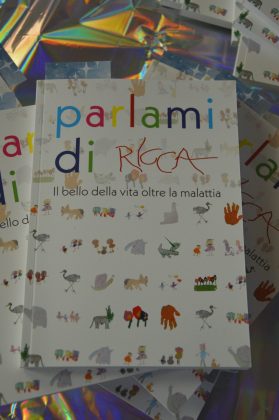 parlami
di RICCA
Il bello della vita oltre la malattia